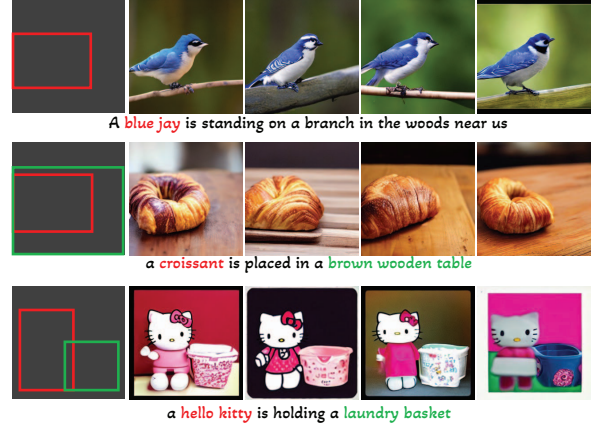 A blue jay is standing on a branch in the woods near us
a croissant is placed in a brown wooden table
a hello kitty is holding a laundry basket